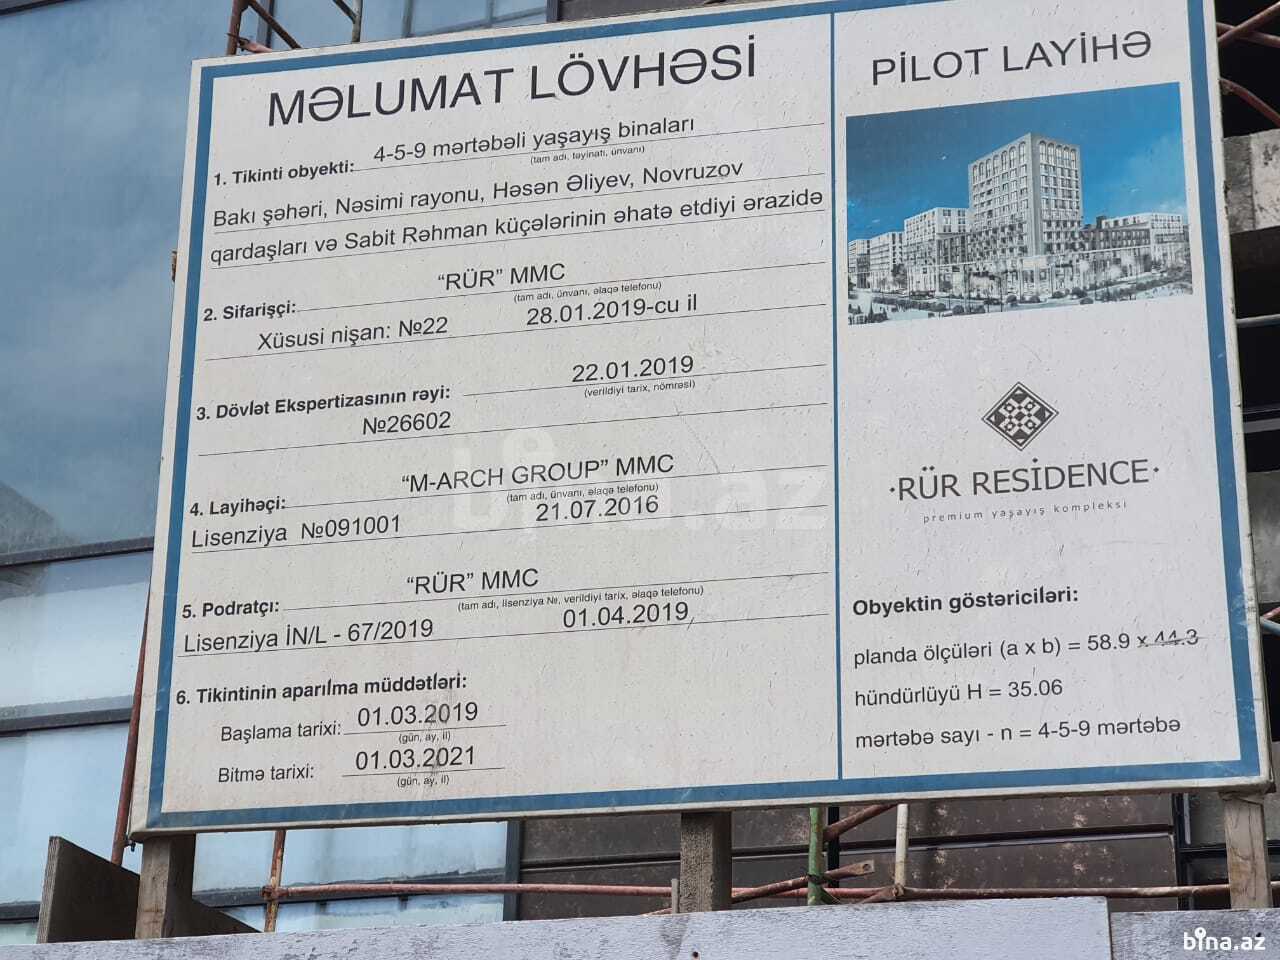 MƏLUMAT LÖVHƏSİ
1. Tikinti obyekti: 4-5-9 mərtəbəli yaşayış binaları
(tam adı, təyinatı, ünvanı)
Bakı şəhəri, Nəsimi rayonu, Həsən Əliyev, Novruzov
qardaşları və Sabit Rəhman küçələrinin əhatə etdiyi ərazidə
2. Sifarişçi: “RÜR” MMC
(tam adı, ünvanı, əlaqə telefonu)
Xüsusi nişan: №22 28.01.2019-cu il
3. Dövlət Ekspertizasının rəyi: 22.01.2019
(verildiyi tarix, nömrəsi)
№26602
4. Layihəçi: “M-ARCH GROUP” MMC
(tam adı, ünvanı, əlaqə telefonu)
Lisenziya №091001 21.07.2016
5. Podratçı: “RÜR” MMC
(tam adı, lisenziya №, verildiyi tarix, əlaqə telefonu)
Lisenziya İN/L - 67/2019 01.04.2019
6. Tikintinin aparılma müddətləri:
Başlama tarixi: 01.03.2019
(gün, ay, il)
Bitmə tarixi: 01.03.2021
(gün, ay, il)
PİLOT LAYİHƏ
·RÜR RESİDENCE·
premium yaşayış kompleksi
Obyektin göstəriciləri:
planda ölçüləri (a x b) = 58.9 x 44.3
hündürlüyü H = 35.06
mərtəbə sayı - n = 4-5-9 mərtəbə
bina.az
bina.az